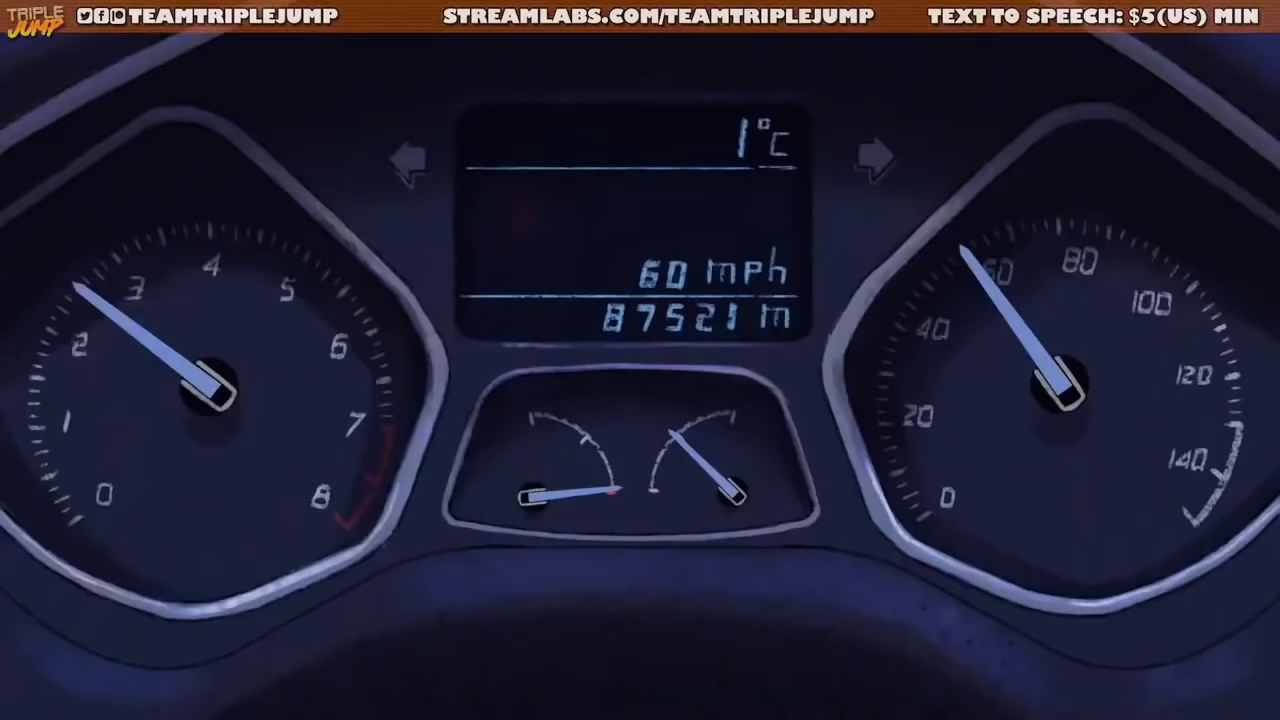 TRIPLE
JUMP
@TEAMTRIPLEJUMP
STREAMLABS.COM/TEAMTRIPLEJUMP
TEXT TO SPEECH: $5(US) MIN
1°C
60 mph
87521 m
0
1
2
3
4
5
6
7
8
0
20
40
60
80
100
120
140